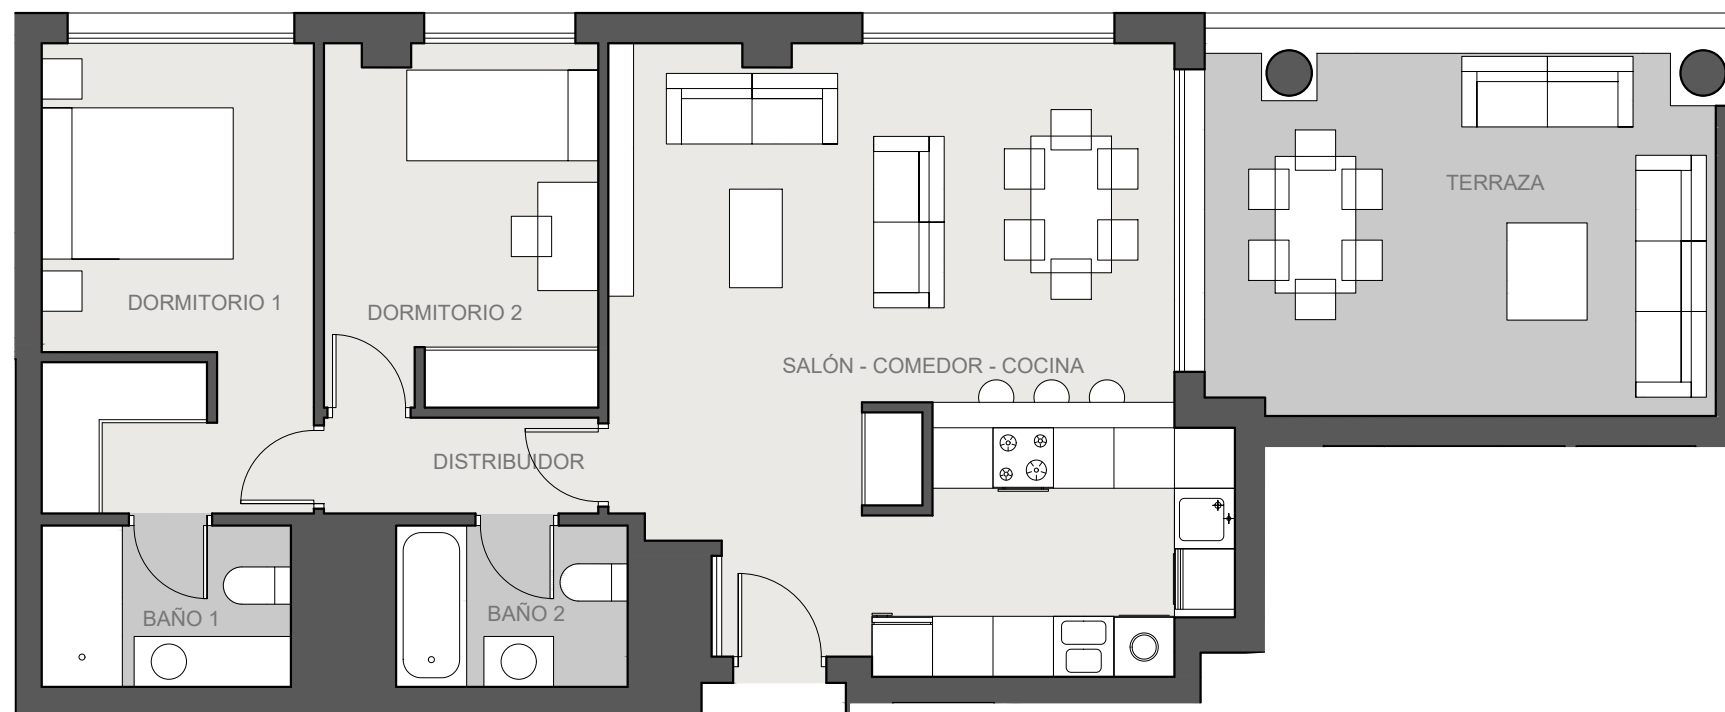 TERRAZA
DORMITORIO 1
DORMITORIO 2
SALÓN - COMEDOR - COCINA
DISTRIBUIDOR
BAÑO 1
BAÑO 2